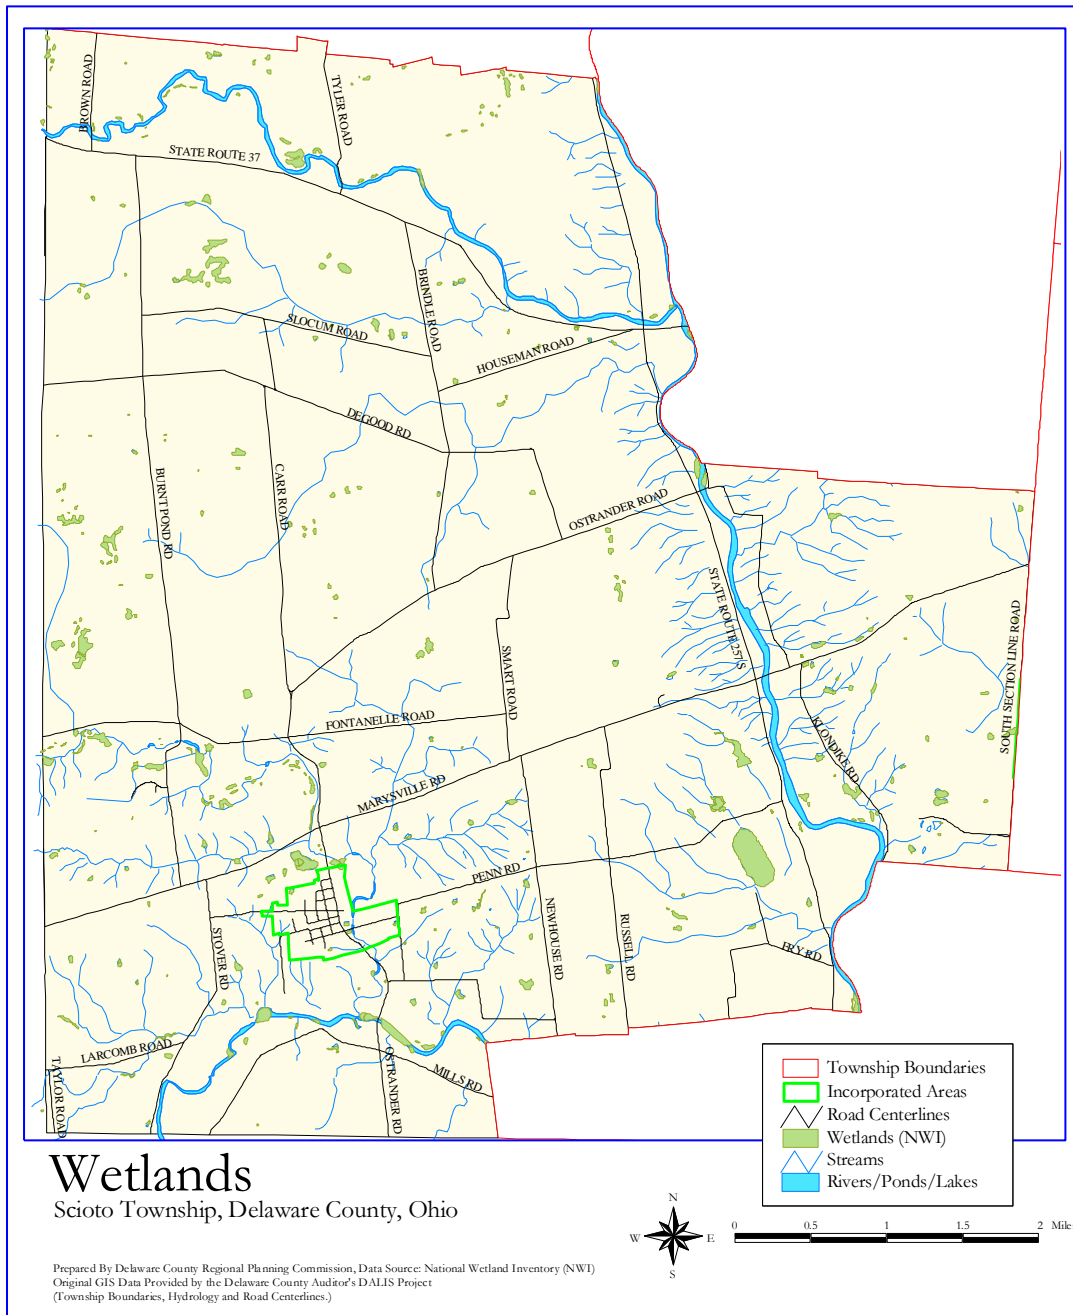 BROWN ROAD
TYLER ROAD
STATE ROUTE 37
BRINDLE ROAD
SLOCUM ROAD
HOUSEMAN ROAD
DEGOOD RD
BURNT POND RD
CARR ROAD
OSTRANDER ROAD
STATE ROUTE 257 S
SOUTH SECTION LINE ROAD
SMART ROAD
FONTANELLE ROAD
KLONDIKE RD
MARYSVILLE RD
PENN RD
STOVER RD
NEWHOUSE RD
RUSSELL RD
FRY RD
LARCOMB ROAD
TAYLOR ROAD
OSTRANDER RD
MILLS RD
Township Boundaries
Incorporated Areas
Road Centerlines
Wetlands (NWI)
Streams
Rivers/Ponds/Lakes
Wetlands
Scioto Township, Delaware County, Ohio
N
W E
S
0 0.5 1 1.5 2 Mile
Prepared By Delaware County Regional Planning Commission, Data Source: National Wetland Inventory (NWI)
Original GIS Data Provided by the Delaware County Auditor's DALIS Project
(Township Boundaries, Hydrology and Road Centerlines.)